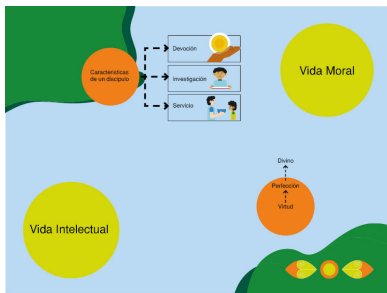 Características
de un discípulo
Devoción
Investigación
Servicio
Vida Moral
Vida Intelectual
Divino
Perfección
Virtud